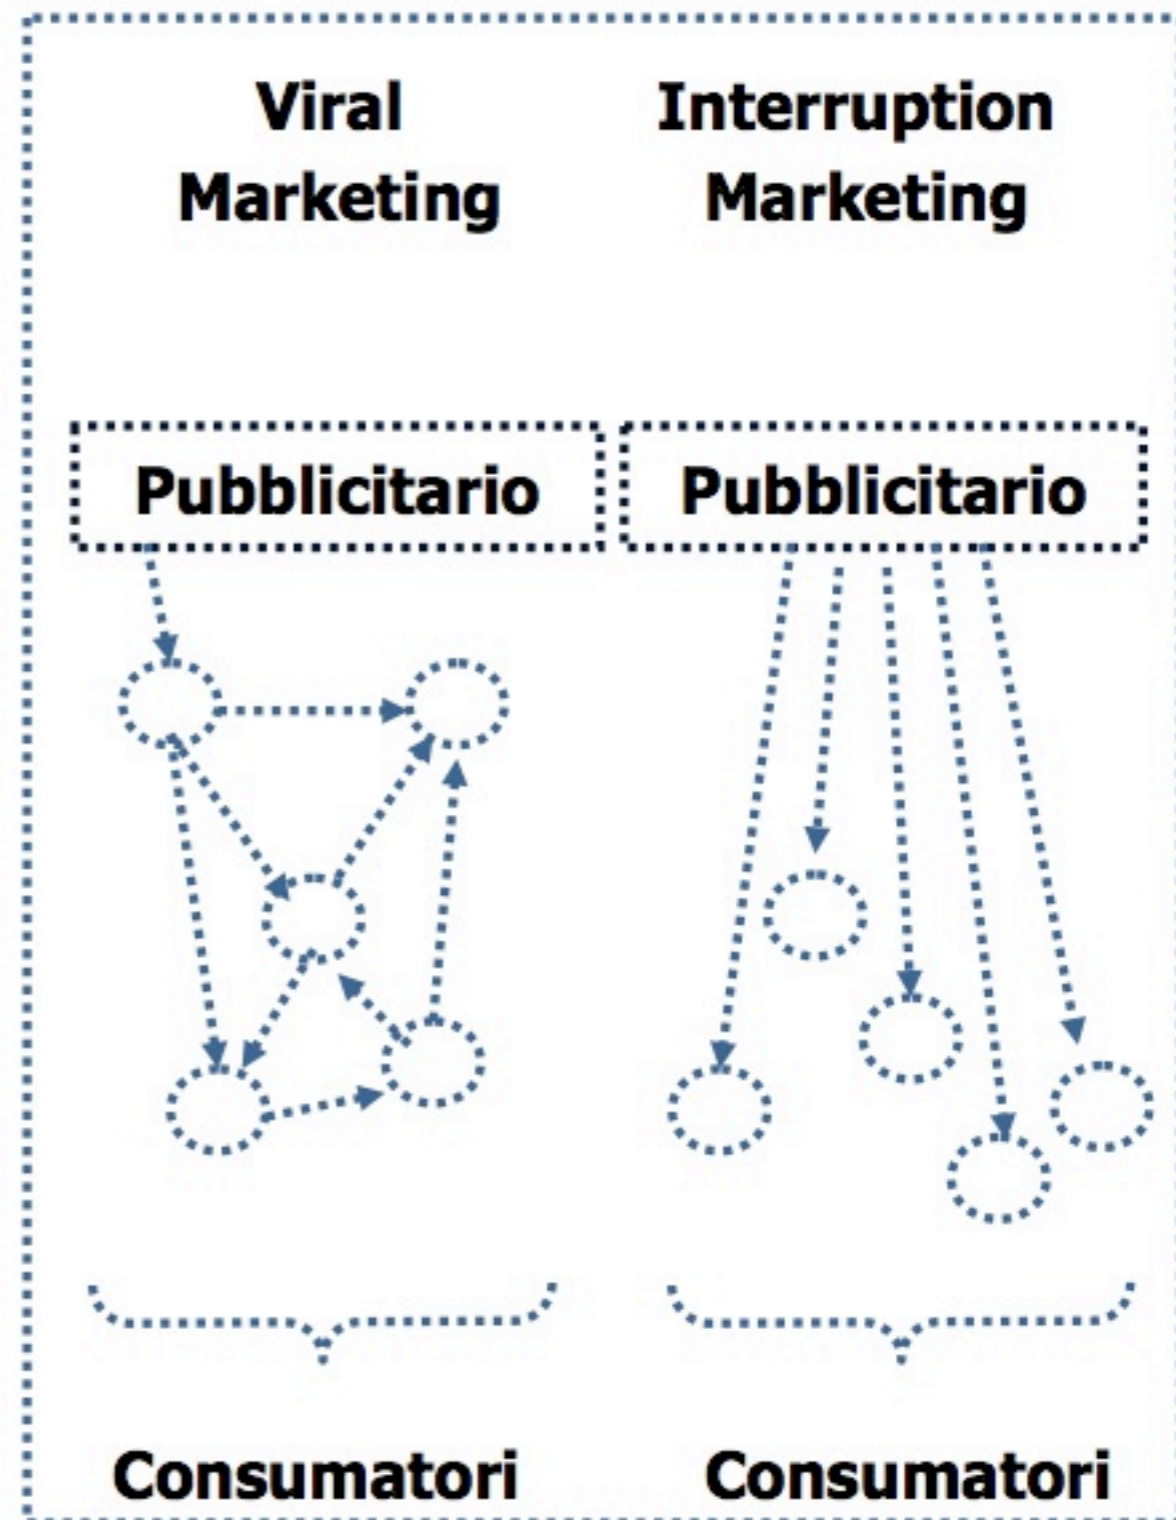 Viral
Marketing
Interruption
Marketing
Pubblicitario
Pubblicitario
Consumatori
Consumatori